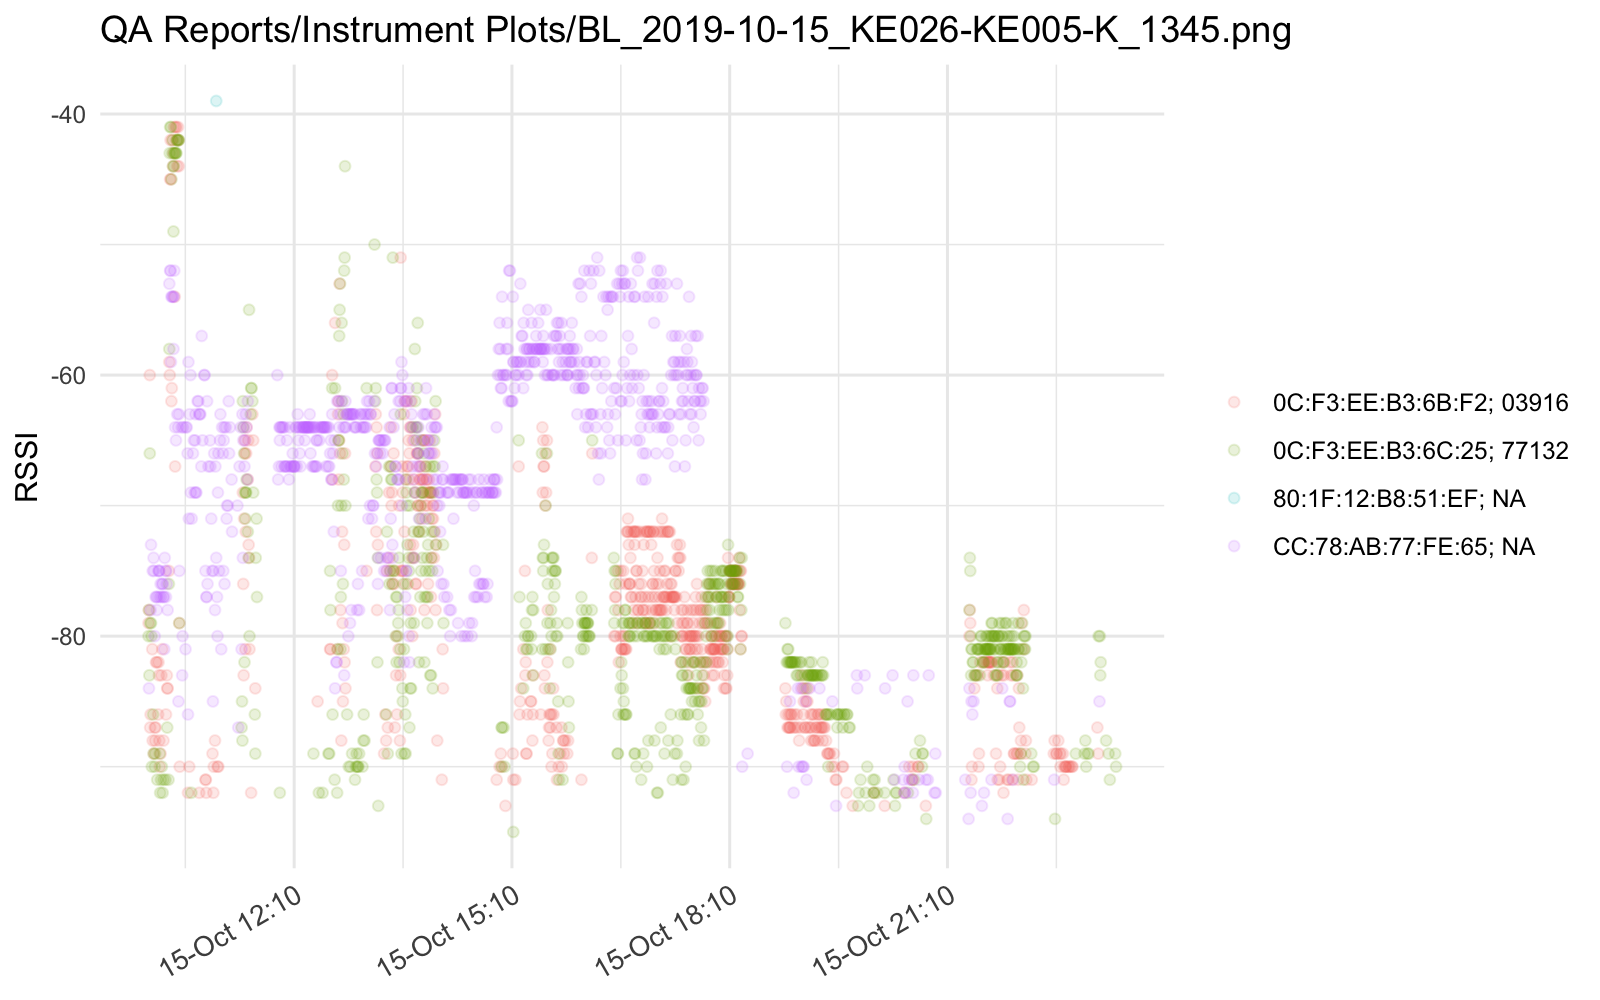 QA Reports/Instrument Plots/BL_2019-10-15_KE026-KE005-K_1345.png
-40
-60
-80
RSSI
15-Oct 12:10
15-Oct 15:10
15-Oct 18:10
15-Oct 21:10
0C:F3:EE:B3:6B:F2; 03916
0C:F3:EE:B3:6C:25; 77132
80:1F:12:B8:51:EF; NA
CC:78:AB:77:FE:65; NA